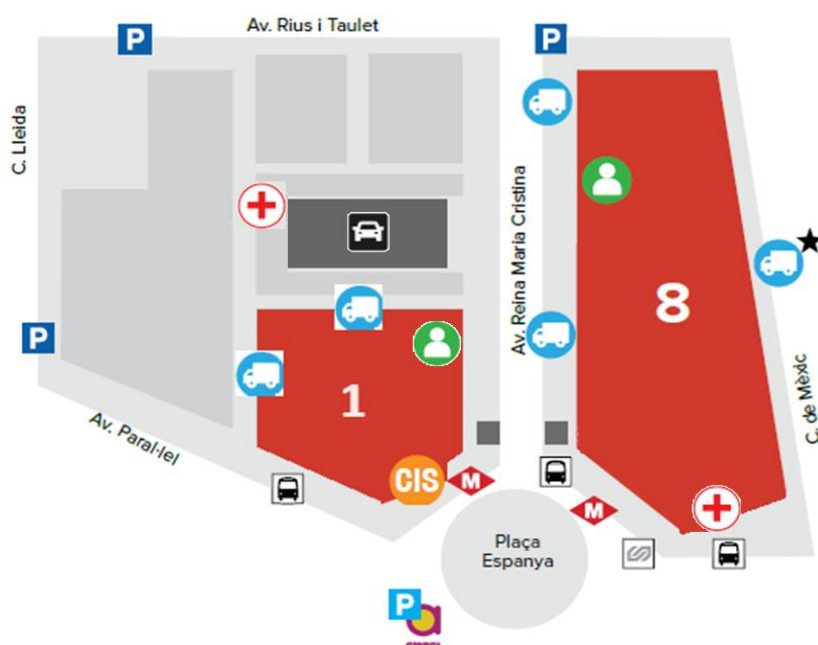 Av. Rius i Taulet
P
P
C. Lleida
Av. Reina Maria Cristina
8
P
1
C. de Mèxic
Av. Paral·lel
CIS
M
M
Plaça
Espanya
P